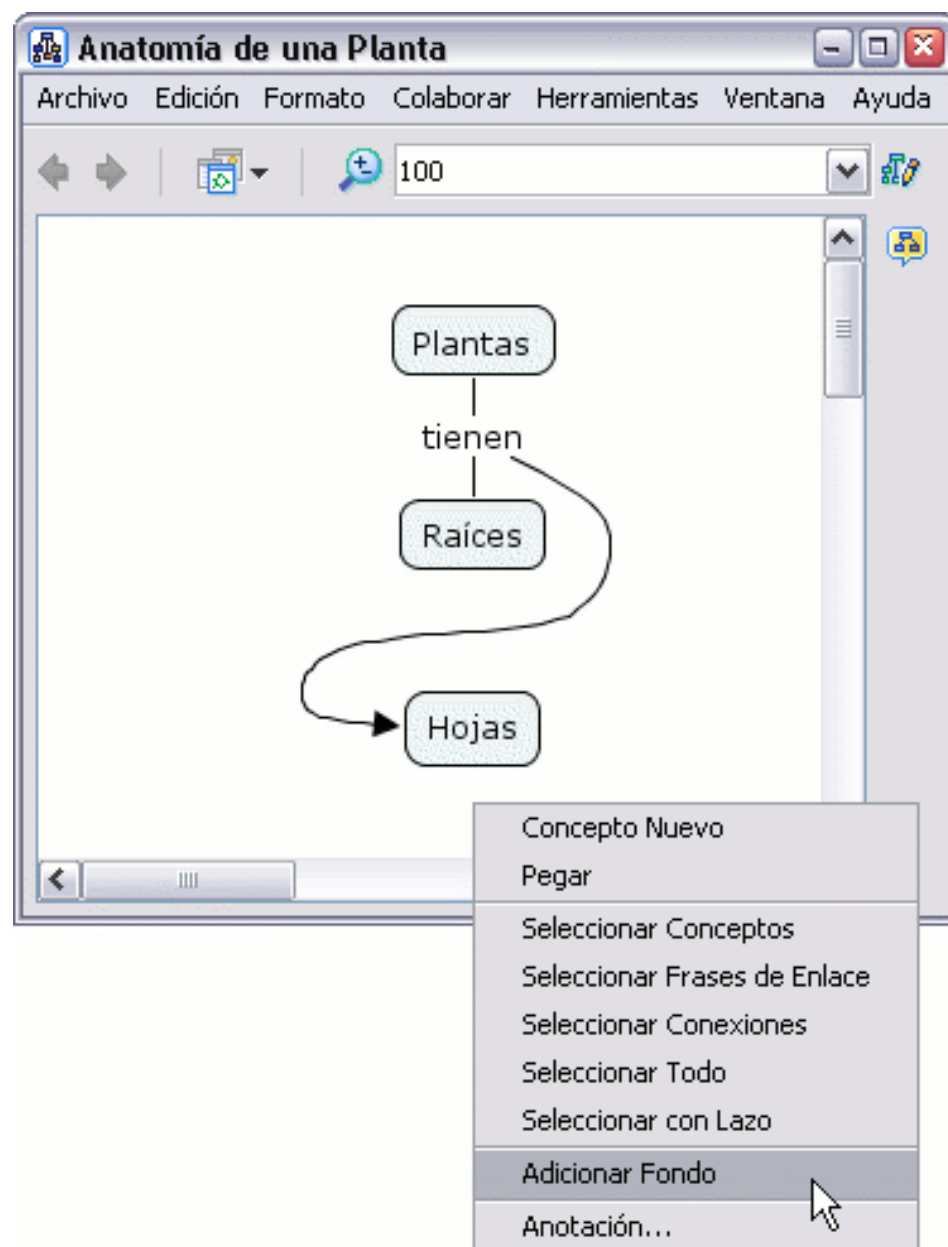 Anatomía de una Planta
Archivo Edición Formato Colaborar Herramientas Ventana Ayuda
100
Plantas
tienen
Raíces
Hojas
Concepto Nuevo
Pegar
Seleccionar Conceptos
Seleccionar Frases de Enlace
Seleccionar Conexiones
Seleccionar Todo
Seleccionar con Lazo
Adicionar Fondo
Anotación...